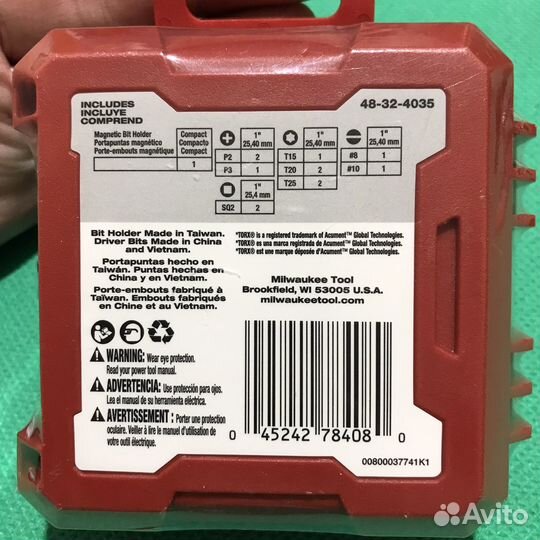 INCLUDES
INCLUYE
COMPREND
48-32-4035
Magnetic Bit Holder Compact
Portapuntas magnético Compacto
Porte-embouts magnétique Compact
1
1"
25,40 mm
P2 2
P3 1
1"
25,4 mm
SQ2 2
1"
25,40 mm
T15 1
T20 2
T25 2
1"
25,40 mm
#8 1
#10 1
Bit Holder Made in Taiwan.
Driver Bits Made in China
and Vietnam.
Portapuntas hecho en
Taiwán. Puntas hechas en
China y en Vietnam.
Porte-embouts fabriqué à
Taïwan. Embouts fabriqués
en Chine et au Vietnam.
*TORX® is a registered trademark of Acument™ Global Technologies.
*TORX® es una marca registrada de Acument™ Global Technologies.
*TORX® est une marque déposée d'Acument™ Global Technologies.
Milwaukee Tool
Brookfield, WI 53005 U.S.A.
milwaukeetool.com
WARNING: Wear eye protection.
Read your power tool manual.
ADVERTENCIA: Use protección para ojos.
Lea el manual de su herramienta eléctrica.
AVERTISSEMENT: Porter une protection
oculaire. Veiller à lire le manuel d'utilisation de
votre outil électrique.
0 45242 78408 0
00800037741K1
Avito